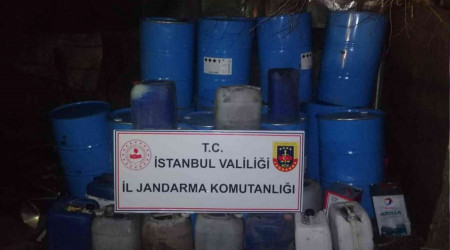 T.C.
İSTANBUL VALİLİĞİ
İL JANDARMA KOMUTANLIĞI